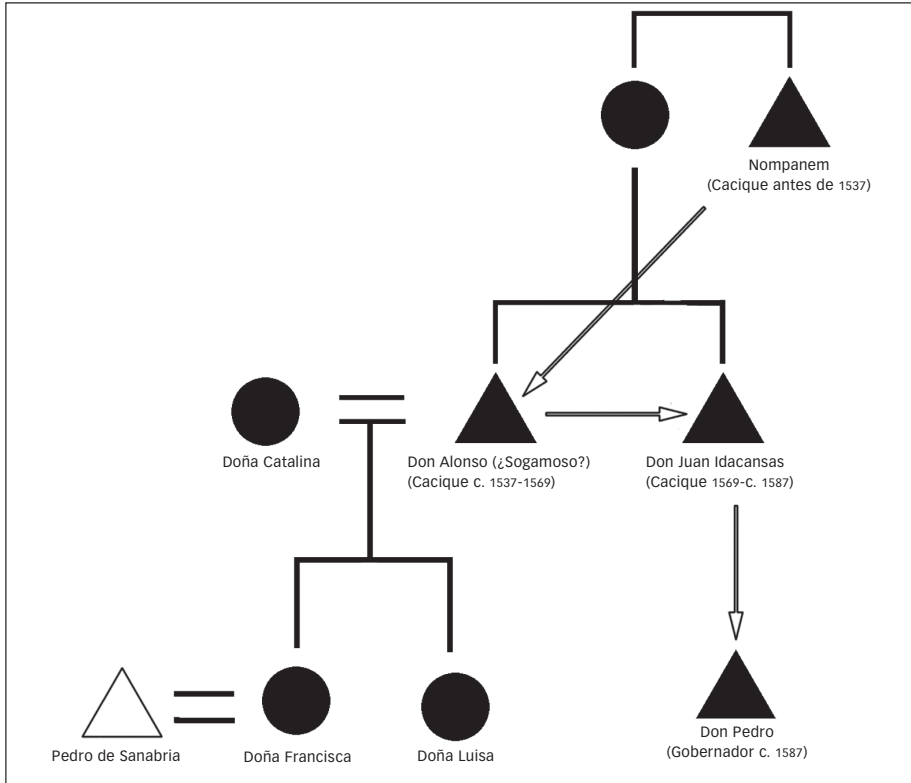 Nompanem
(Cacique antes de 1537)
Doña Catalina
Don Alonso (¿Sogamoso?)
(Cacique c. 1537-1569)
Don Juan Idacansas
(Cacique 1569-c. 1587)
Pedro de Sanabria
Doña Francisca
Doña Luisa
Don Pedro
(Gobernador c. 1587)